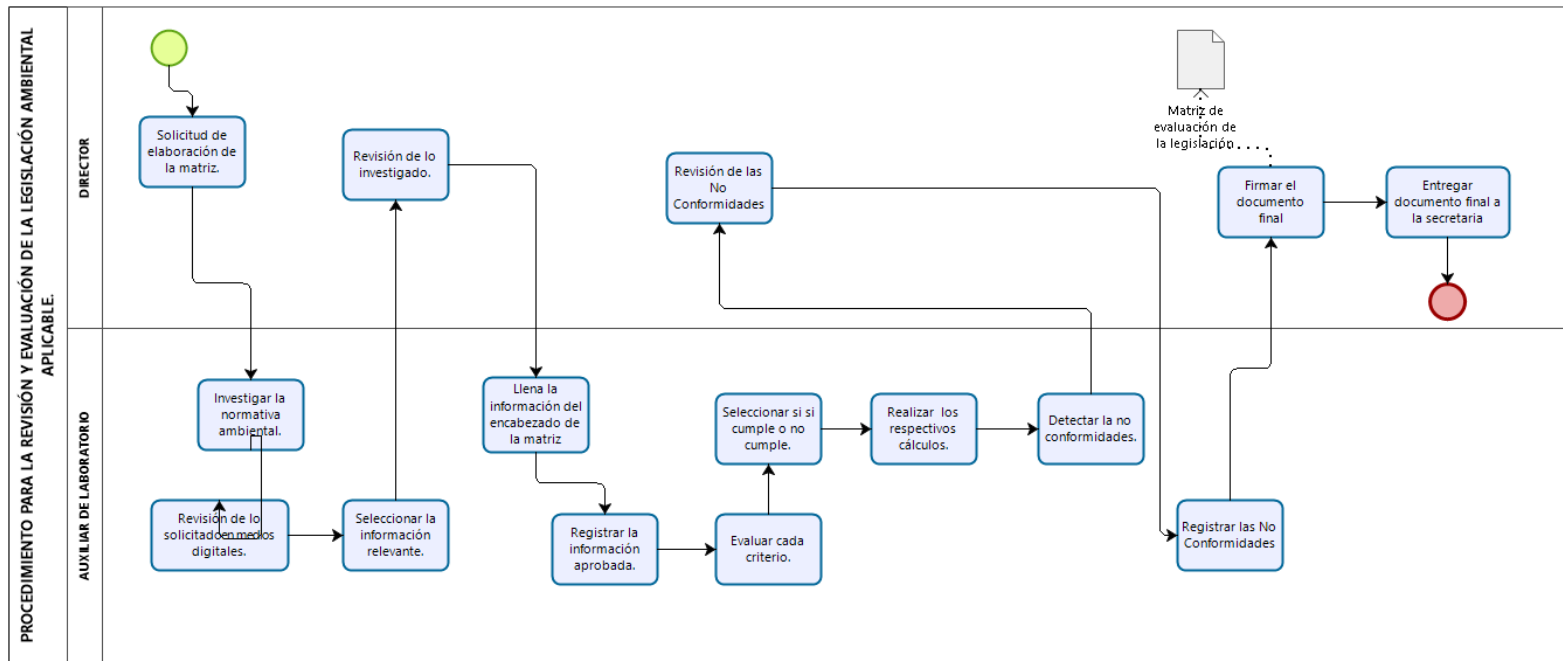 PROCEDIMIENTO PARA LA REVISIÓN Y EVALUACIÓN DE LA LEGISLACIÓN AMBIENTAL
APLICABLE.
DIRECTOR
Solicitud de
elaboración de
la matriz.
Revisión de lo
investigado.
Revisión de las
No
Conformidades
Matriz de
evaluación de
la legislación
Firmar el
documento
final
Entregar
documento final a
la secretaria
AUXILIAR DE LABORATORIO
Investigar la
normativa
ambiental.
Revisión de lo
solicitado en medios
digitales.
Seleccionar la
información
relevante.
Llena la
información del
encabezado de
la matriz
Registrar la
información
aprobada.
Evaluar cada
criterio.
Seleccionar si si
cumple o no
cumple.
Realizar los
respectivos
cálculos.
Detectar la no
conformidades.
Registrar las No
Conformidades